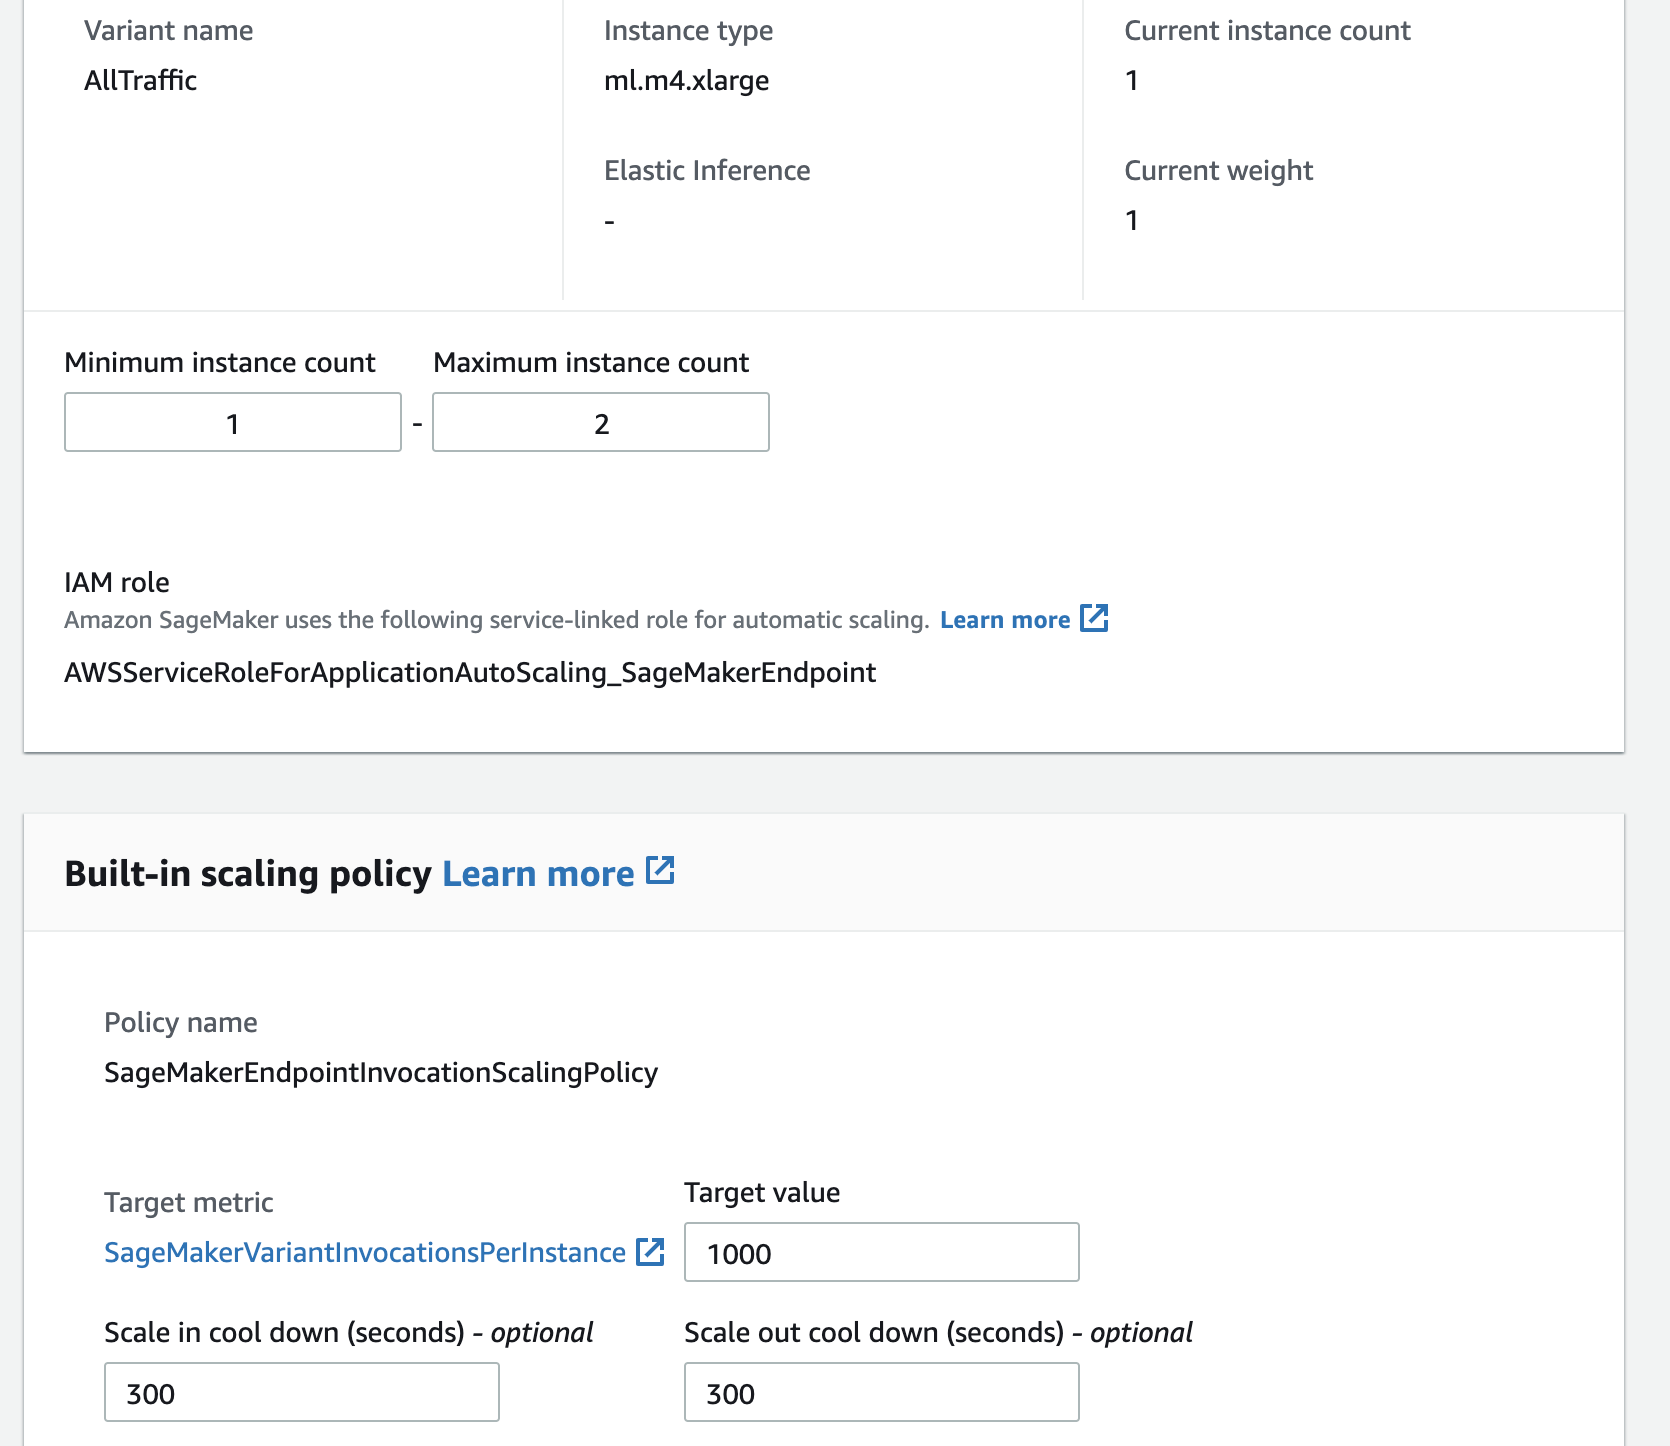 Variant name
AllTraffic
Instance type
ml.m4.xlarge
Elastic Inference
-
Current instance count
1
Current weight
1
Minimum instance count
1
-
Maximum instance count
2
IAM role
Amazon SageMaker uses the following service-linked role for automatic scaling. Learn more
AWSServiceRoleForApplicationAutoScaling_SageMakerEndpoint
Built-in scaling policy Learn more
Policy name
SageMakerEndpointInvocationScalingPolicy
Target metric
SageMakerVariantInvocationsPerInstance
Target value
1000
Scale in cool down (seconds) - optional
300
Scale out cool down (seconds) - optional
300